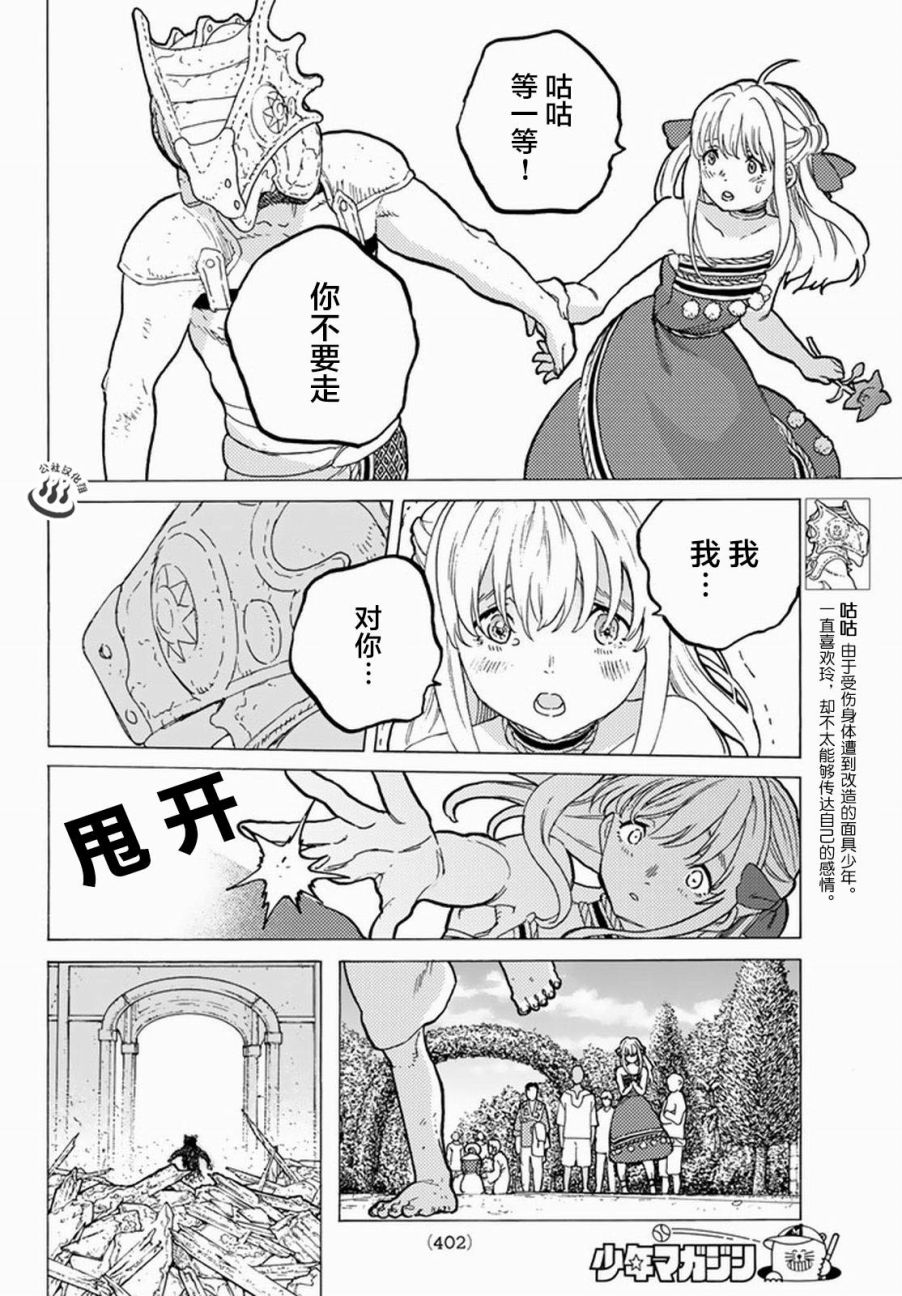 咕咕
等一等！
你不要走
公社汉化组
我
我…
对你…
咕咕 由于受伤身体遭到改造的面具少年。
一直喜欢玲，却不太能够传达自己的感情。
甩开
(402)
少年マガジン